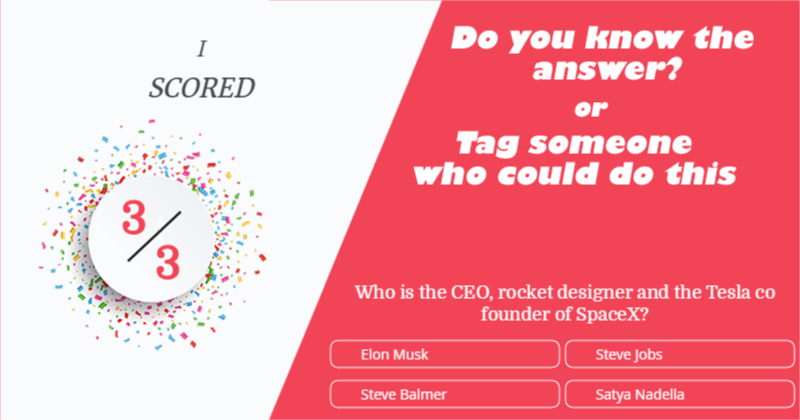 I
SCORED
3
3
Do you know the
answer?
or
Tag someone
who could do this
Who is the CEO, rocket designer and the Tesla co
founder of SpaceX?
Elon Musk
Steve Jobs
Steve Balmer
Satya Nadella